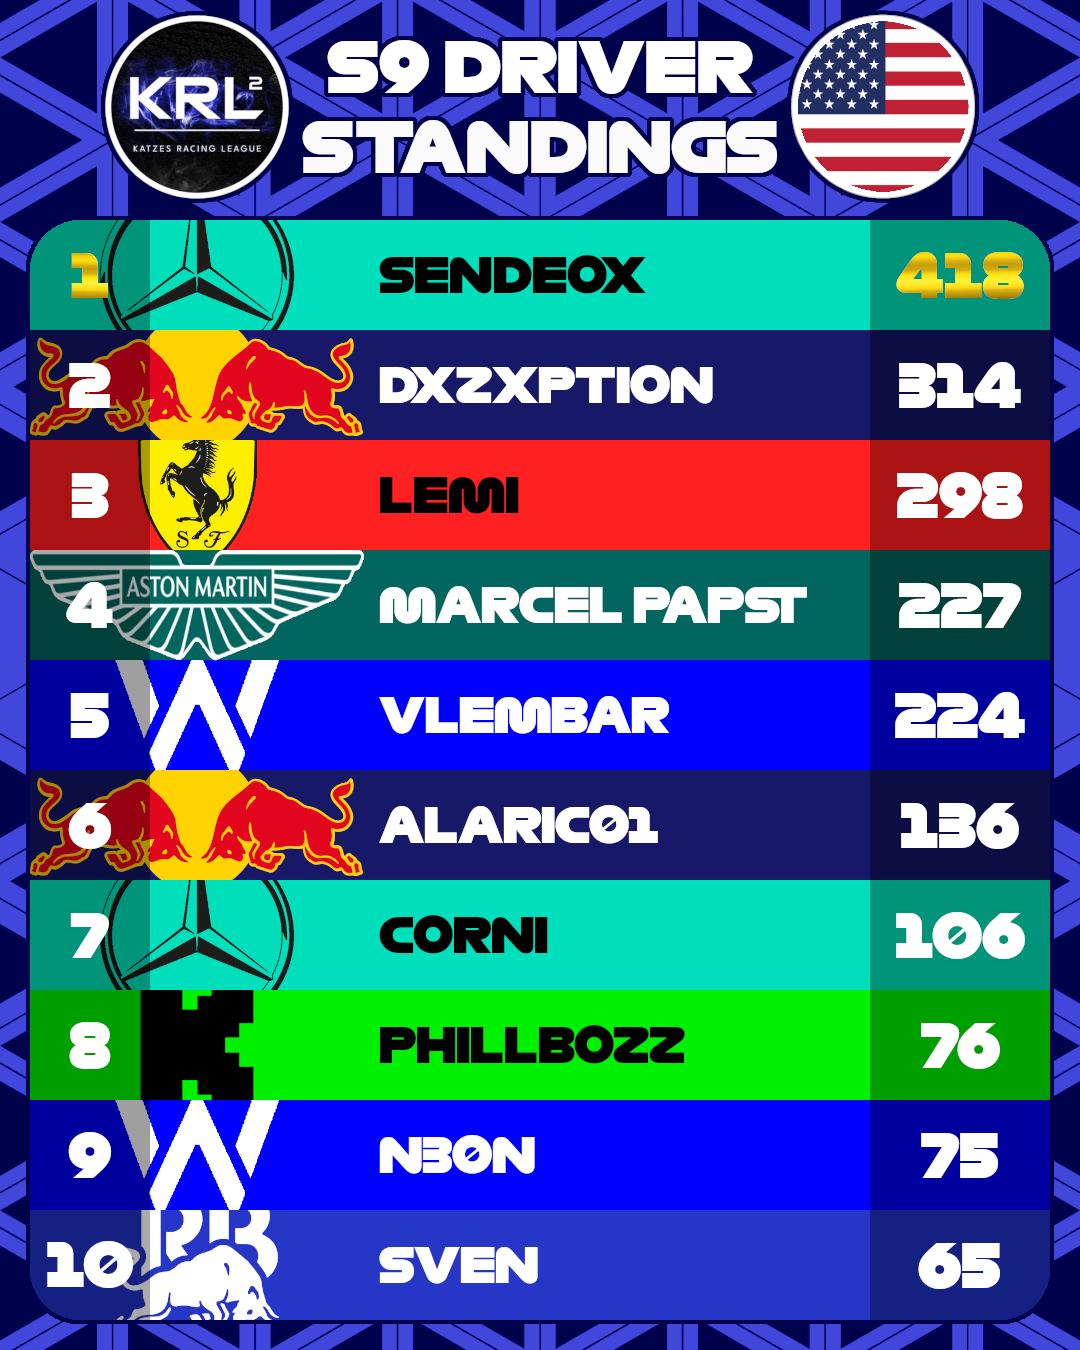 KRL²
KATZES RACING LEAGUE
S9 DRIVER
STANDINGS
1 SENDEOX 418
2 DXZXPTION 314
3 S F LEMI 298
4 ASTON MARTIN MARCEL PAPST 227
5 W VLEMBAR 224
6 ALARIC01 136
7 CORNI 106
8 K PHILLBOZZ 76
9 W N30N 75
10 RB SVEN 65